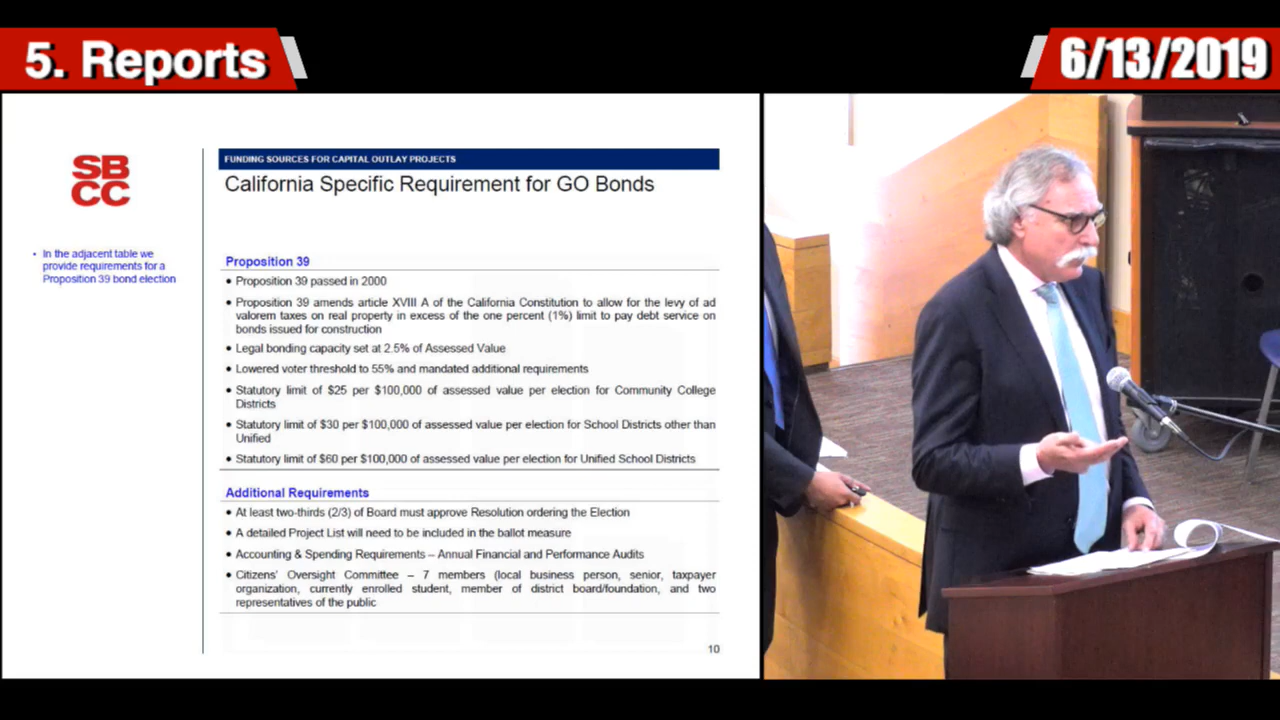 5. Reports
6/13/2019
SB
CC
• In the adjacent table we
provide requirements for a
Proposition 39 bond election
FUNDING SOURCES FOR CAPITAL OUTLAY PROJECTS
California Specific Requirement for GO Bonds
Proposition 39
• Proposition 39 passed in 2000
• Proposition 39 amends article XVIII A of the California Constitution to allow for the levy of ad
valorem taxes on real property in excess of the one percent (1%) limit to pay debt service on
bonds issued for construction
• Legal bonding capacity set at 2.5% of Assessed Value
• Lowered voter threshold to 55% and mandated additional requirements
• Statutory limit of $25 per $100,000 of assessed value per election for Community College
Districts
• Statutory limit of $30 per $100,000 of assessed value per election for School Districts other than
Unified
• Statutory limit of $60 per $100,000 of assessed value per election for Unified School Districts
Additional Requirements
• At least two-thirds (2/3) of Board must approve Resolution ordering the Election
• A detailed Project List will need to be included in the ballot measure
• Accounting & Spending Requirements – Annual Financial and Performance Audits
• Citizens' Oversight Committee – 7 members (local business person, senior, taxpayer
organization, currently enrolled student, member of district board/foundation, and two
representatives of the public
10